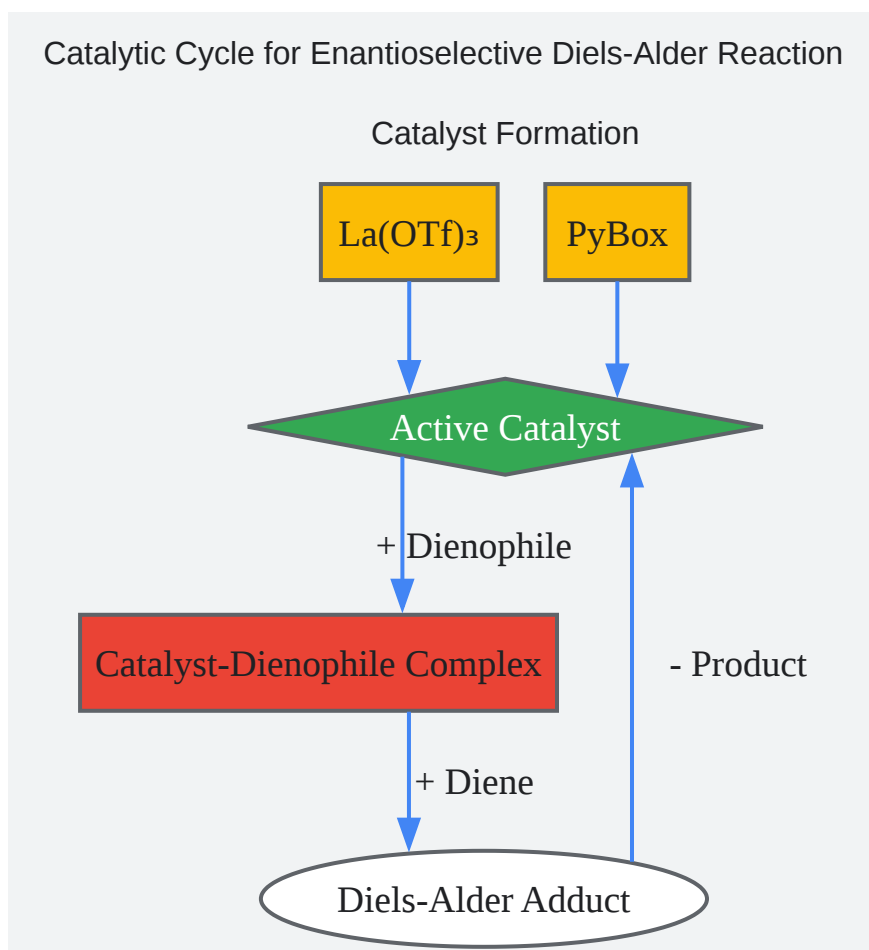 Catalytic Cycle for Enantioselective Diels-Alder Reaction
Catalyst Formation
La(OTf)₃
PyBox
Active Catalyst
+ Dienophile
Catalyst-Dienophile Complex
- Product
+ Diene
Diels-Alder Adduct